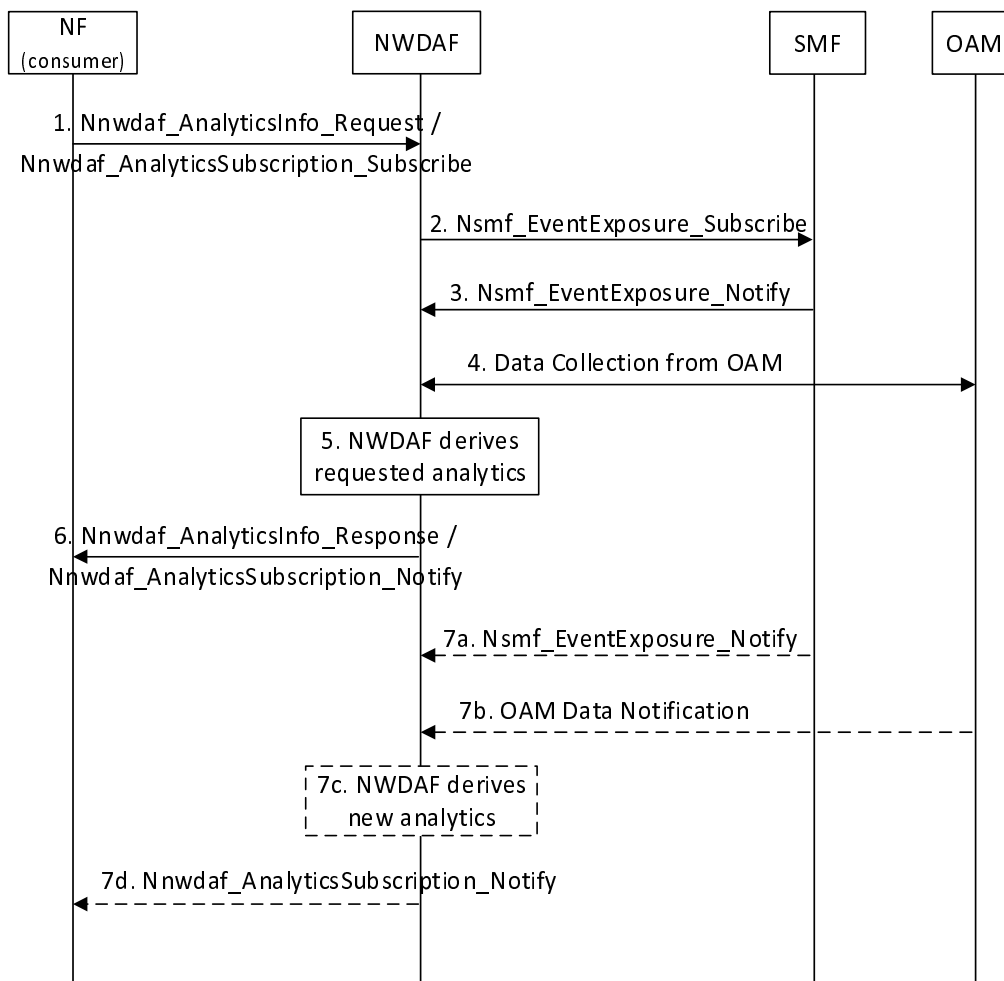 NF
(consumer)
NWDAF
SMF
OAM
1. Nnwdaf_AnalyticsInfo_Request /
Nnwdaf_AnalyticsSubscription_Subscribe
2. Nsmf_EventExposure_Subscribe
3. Nsmf_EventExposure_Notify
4. Data Collection from OAM
5. NWDAF derives
requested analytics
6. Nnwdaf_AnalyticsInfo_Response /
Nnwdaf_AnalyticsSubscription_Notify
7a. Nsmf_EventExposure_Notify
7b. OAM Data Notification
7c. NWDAF derives
new analytics
7d. Nnwdaf_AnalyticsSubscription_Notify